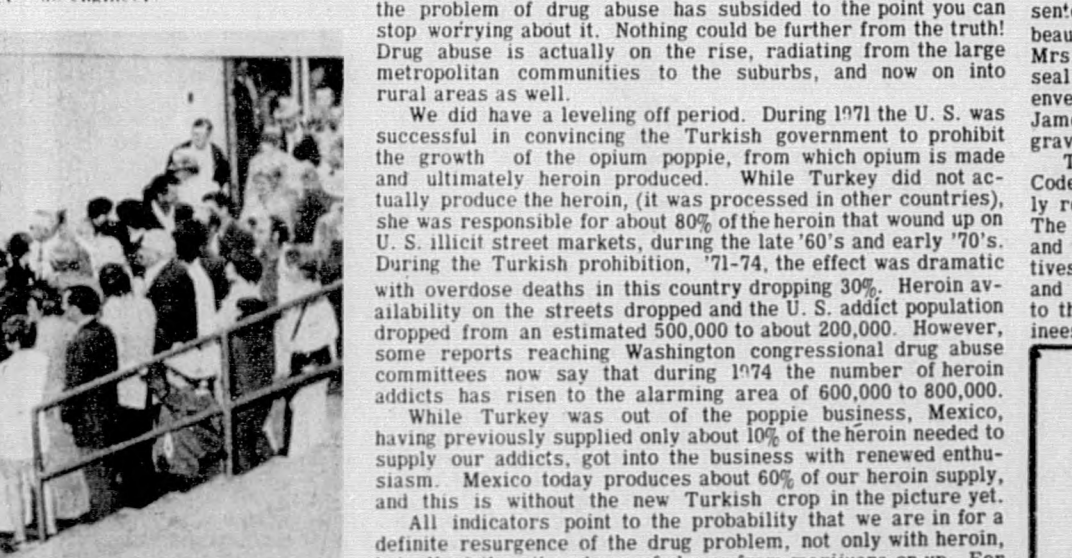 the problem of drug abuse has subsided to the point you can
stop worrying about it. Nothing could be further from the truth!
Drug abuse is actually on the rise, radiating from the large
metropolitan communities to the suburbs, and now on into
rural areas as well.
We did have a leveling off period. During 1971 the U. S. was
successful in convincing the Turkish government to prohibit
the growth of the opium poppie, from which opium is made
and ultimately heroin produced. While Turkey did not ac-
tually produce the heroin, (it was processed in other countries),
she was responsible for about 80% of the heroin that wound up on
U. S. illicit street markets, during the late '60's and early '70's.
During the Turkish prohibition, '71-74, the effect was dramatic
with overdose deaths in this country dropping 30%. Heroin av-
ailability on the streets dropped and the U. S. addict population
dropped from an estimated 500,000 to about 200,000. However,
some reports reaching Washington congressional drug abuse
committees now say that during 1974 the number of heroin
addicts has risen to the alarming area of 600,000 to 800,000.
While Turkey was out of the poppie business, Mexico,
having previously supplied only about 10% of the heroin needed to
supply our addicts, got into the business with renewed enthu-
siasm. Mexico today produces about 60% of our heroin supply,
and this is without the new Turkish crop in the picture yet.
All indicators point to the probability that we are in for a
definite resurgence of the drug problem, not only with heroin,
sent
beau
Mrs
seal
enve
Jame
grav
T
Code
ly r
The
and
tives
and
to th
inees